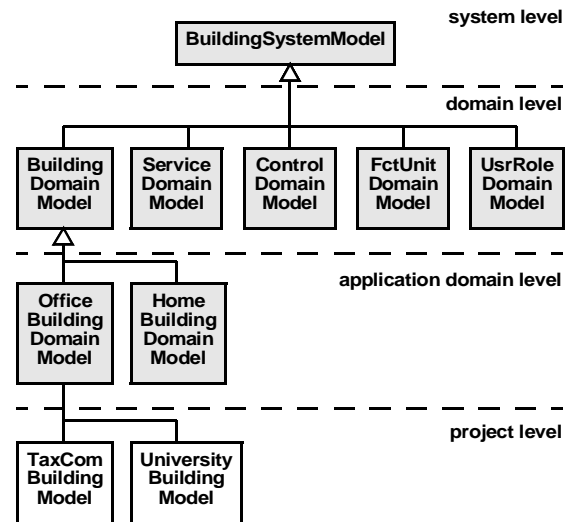 system level
BuildingSystemModel
domain level
Building
Domain
Model
Service
Domain
Model
Control
Domain
Model
FctUnit
Domain
Model
UsrRole
Domain
Model
application domain level
Office
Building
Domain
Model
Home
Building
Domain
Model
project level
TaxCom
Building
Model
University
Building
Model